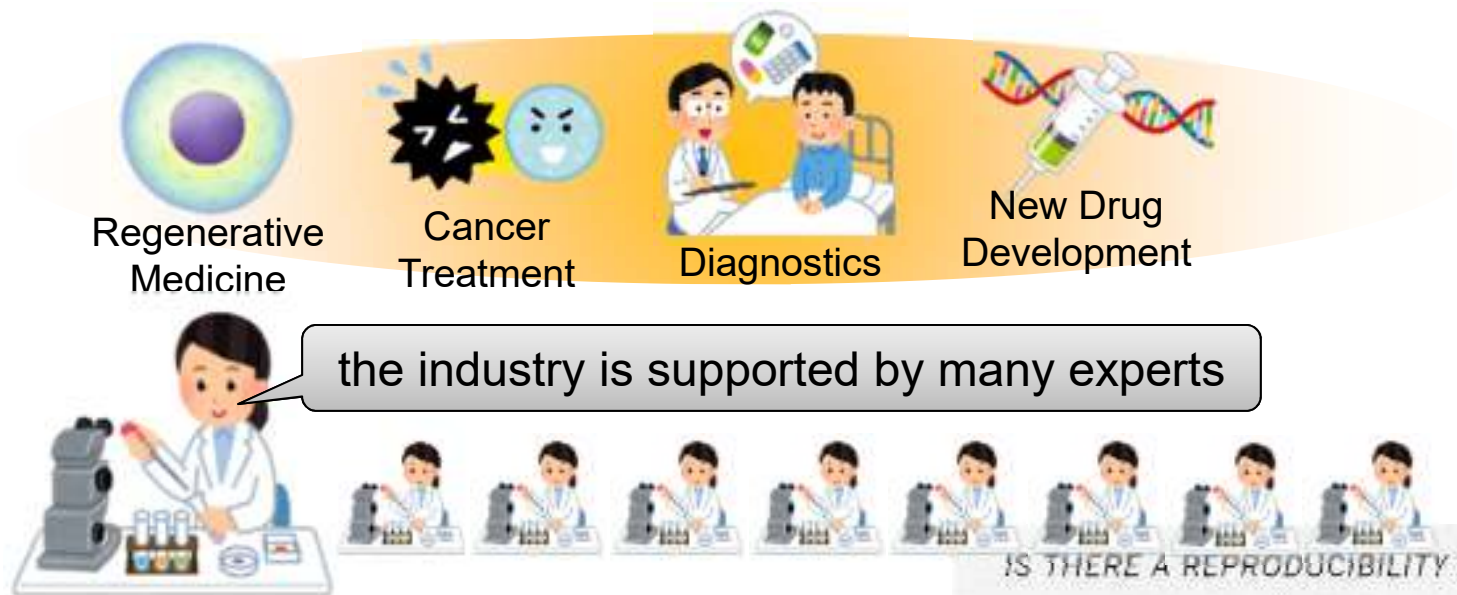 Regenerative
Medicine
Cancer
Treatment
Diagnostics
New Drug
Development
the industry is supported by many experts
IS THERE A REPRODUCIBILITY